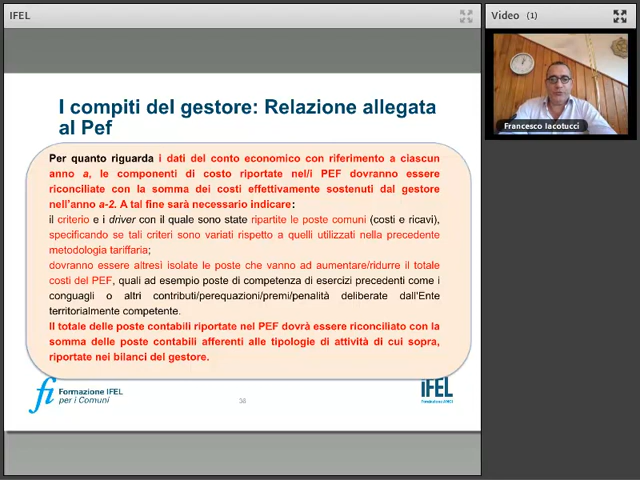 IFEL
Video (1)
Francesco Iacotucci
I compiti del gestore: Relazione allegata
al Pef
Per quanto riguarda i dati del conto economico con riferimento a ciascun
anno a, le componenti di costo riportate nel/i PEF dovranno essere
riconciliate con la somma dei costi effettivamente sostenuti dal gestore
nell'anno a-2. A tal fine sarà necessario indicare:
il criterio e i driver con il quale sono state ripartite le poste comuni (costi e ricavi),
specificando se tali criteri sono variati rispetto a quelli utilizzati nella precedente
metodologia tariffaria;
dovranno essere altresì isolate le poste che vanno ad aumentare/ridurre il totale
costi del PEF, quali ad esempio poste di competenza di esercizi precedenti come i
conguagli o altri contributi/perequazioni/premi/penalità deliberate dall'Ente
territorialmente competente.
Il totale delle poste contabili riportate nel PEF dovrà essere riconciliato con la
somma delle poste contabili afferenti alle tipologie di attività di cui sopra,
riportate nei bilanci del gestore.
fi Formazione IFEL
per i Comuni
IFEL